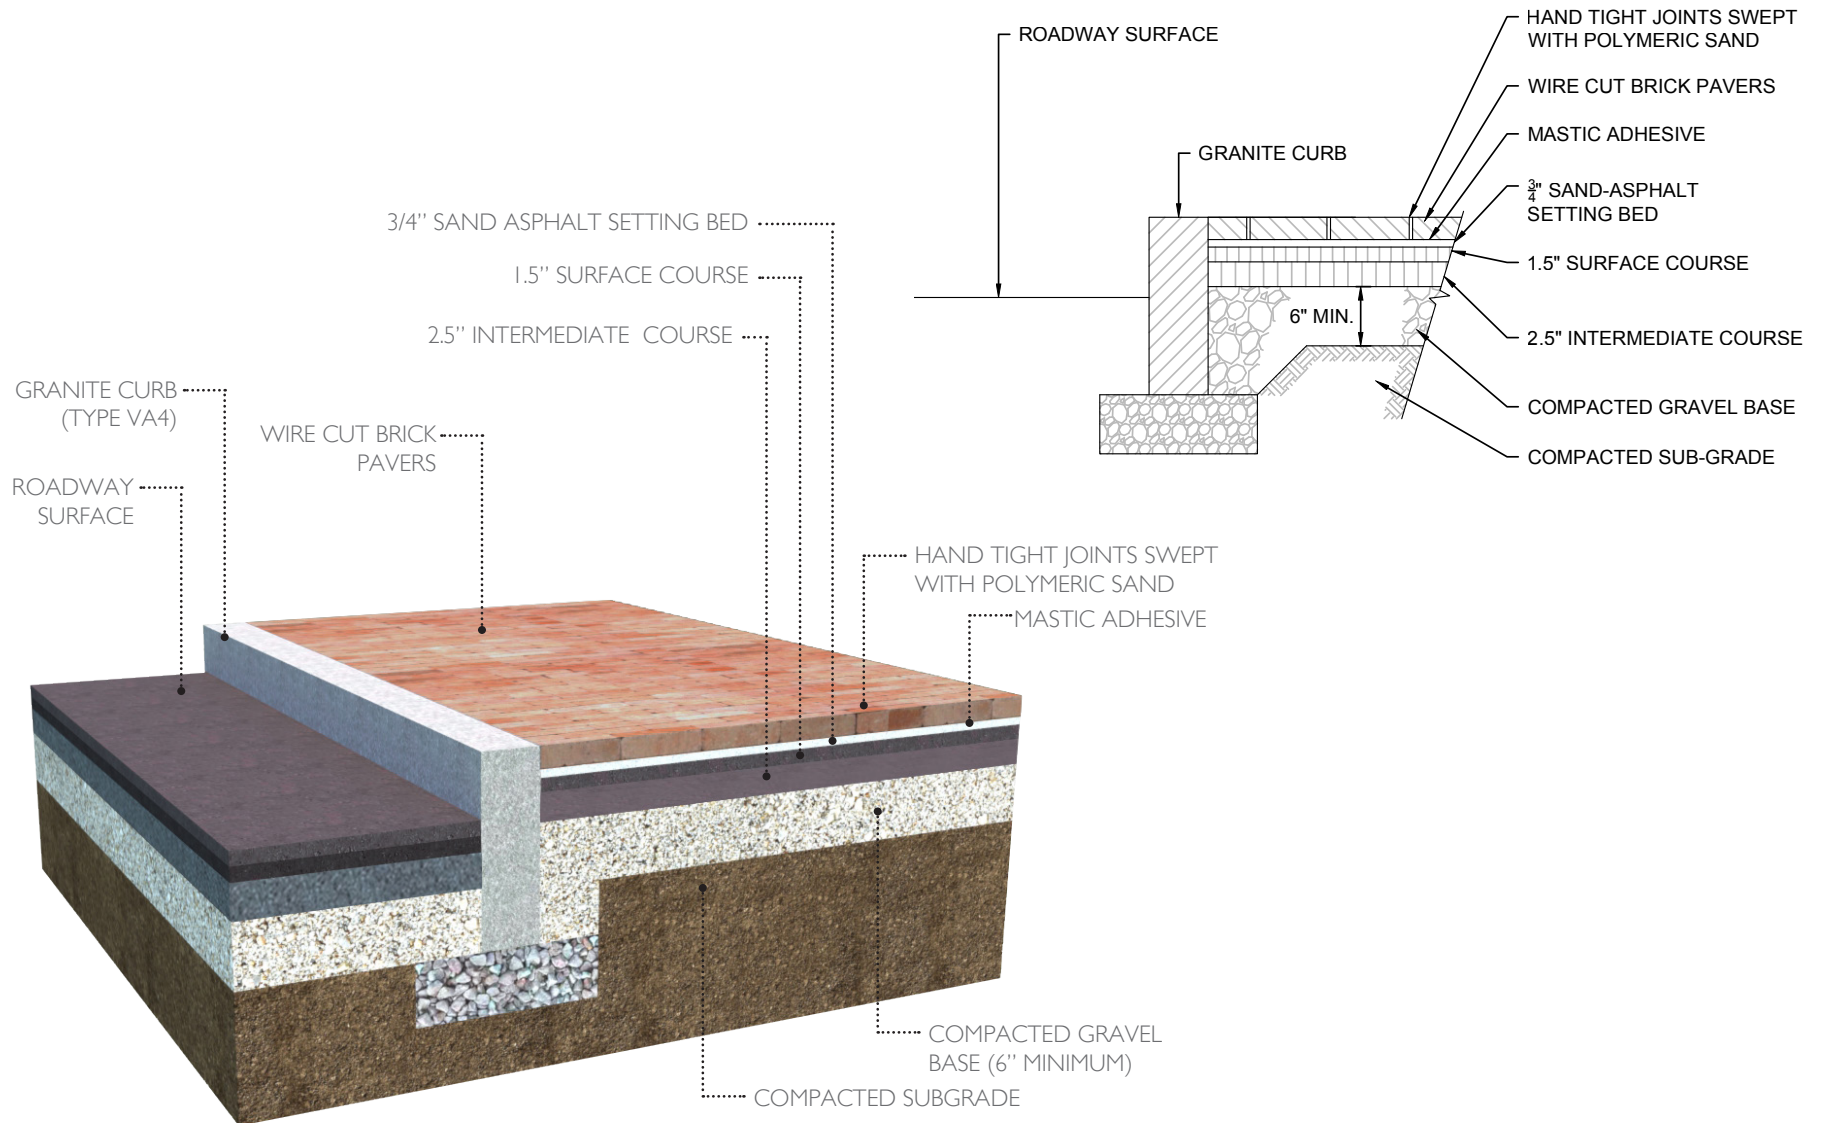 ROADWAY SURFACE
HAND TIGHT JOINTS SWEPT
WITH POLYMERIC SAND
WIRE CUT BRICK PAVERS
MASTIC ADHESIVE
GRANITE CURB
3/4" SAND-ASPHALT
SETTING BED
1.5" SURFACE COURSE
6" MIN.
2.5" INTERMEDIATE COURSE
COMPACTED GRAVEL BASE
COMPACTED SUB-GRADE
3/4'' SAND ASPHALT SETTING BED
1.5'' SURFACE COURSE
2.5'' INTERMEDIATE COURSE
GRANITE CURB
(TYPE VA4)
WIRE CUT BRICK
PAVERS
ROADWAY
SURFACE
HAND TIGHT JOINTS SWEPT
WITH POLYMERIC SAND
MASTIC ADHESIVE
COMPACTED GRAVEL
BASE (6'' MINIMUM)
COMPACTED SUBGRADE